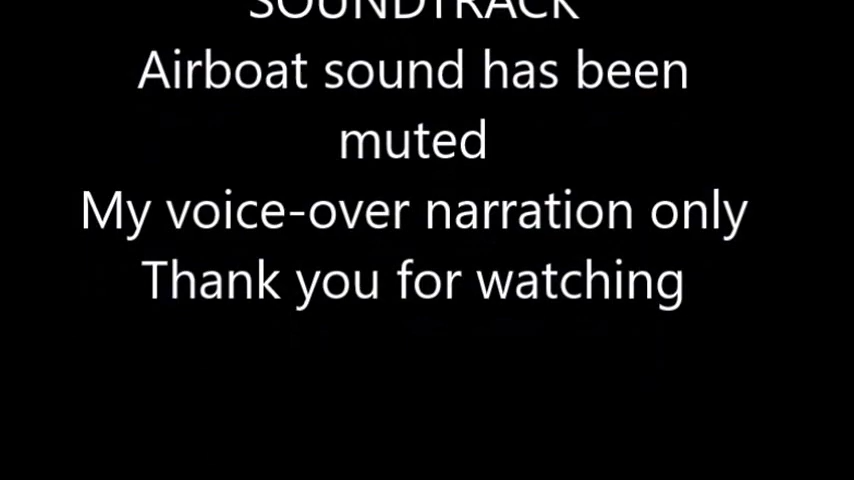 SOUNDTRACK
Airboat sound has been
muted
My voice-over narration only
Thank you for watching